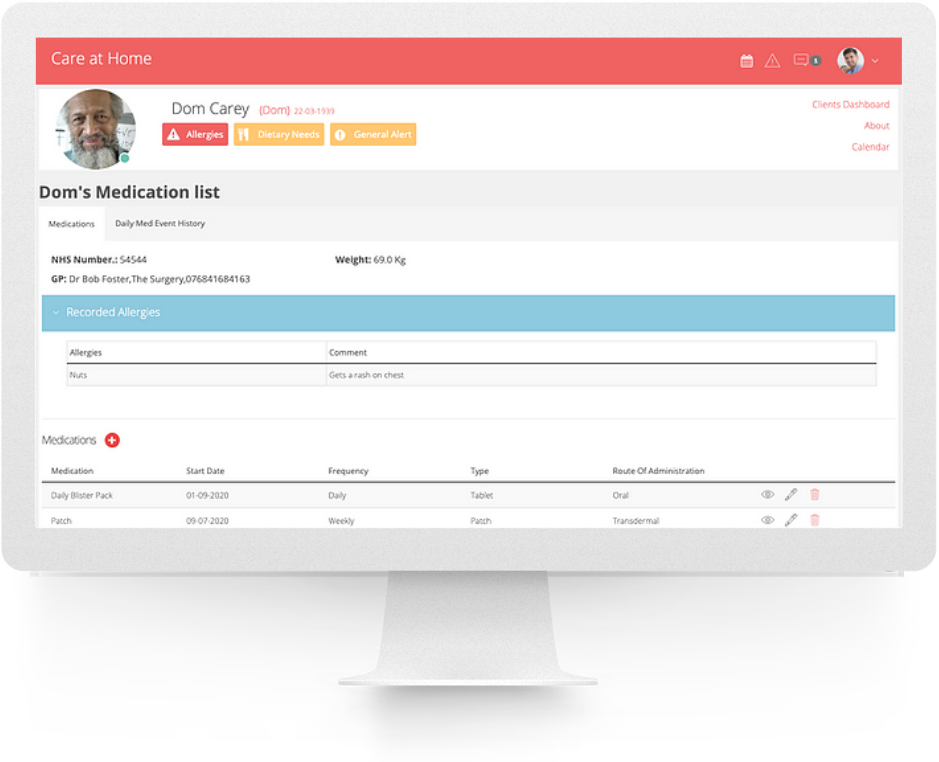 Care at Home
Dom Carey (Dom) 22-03-1939
Allergies Dietary Needs General Alert
Clients Dashboard
About
Calendar
Dom's Medication list
Medications Daily Med Event History
NHS Number.: 54544 Weight: 69.0 Kg
GP: Dr Bob Foster,The Surgery,076841684163
Recorded Allergies
Allergies Comment
Nuts Gets a rash on chest
Medications
Medication Start Date Frequency Type Route Of Administration
Daily Blister Pack 01-09-2020 Daily Tablet Oral
Patch 09-07-2020 Weekly Patch Transdermal